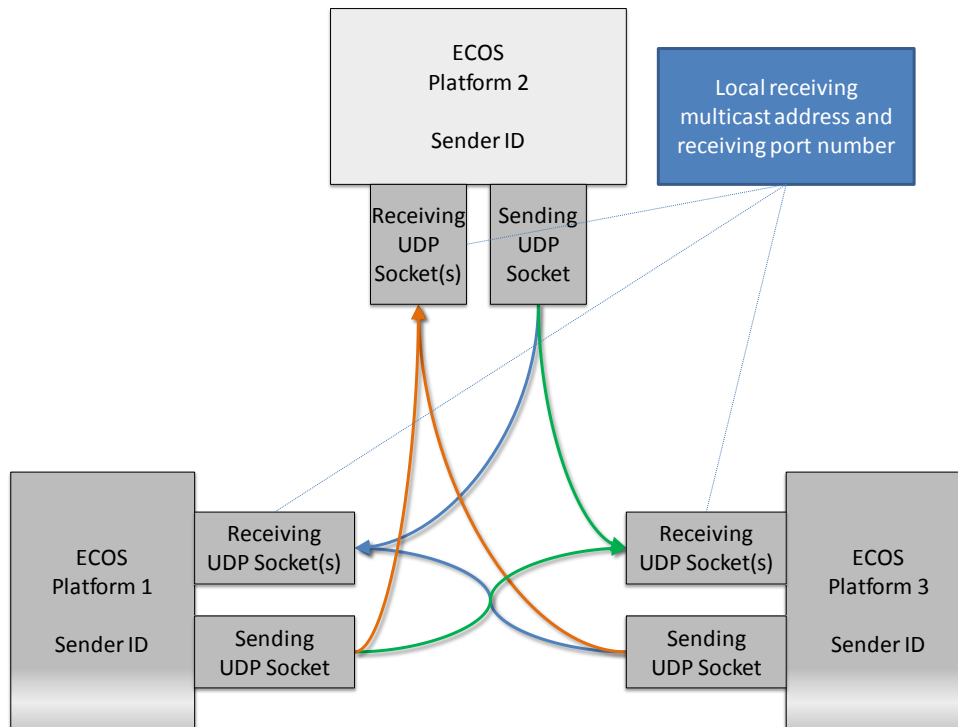 ECOS
Platform 2
Sender ID
Local receiving
multicast address and
receiving port number
Receiving
UDP
Socket(s)
Sending
UDP
Socket
ECOS
Platform 1
Sender ID
Receiving
UDP Socket(s)
Sending
UDP Socket
Receiving
UDP Socket(s)
Sending
UDP Socket
ECOS
Platform 3
Sender ID